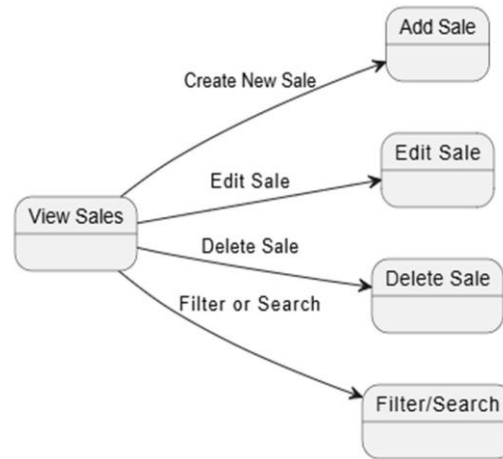 Add Sale
Create New Sale
Edit Sale
Edit Sale
View Sales
Delete Sale
Delete Sale
Filter or Search
Filter/Search